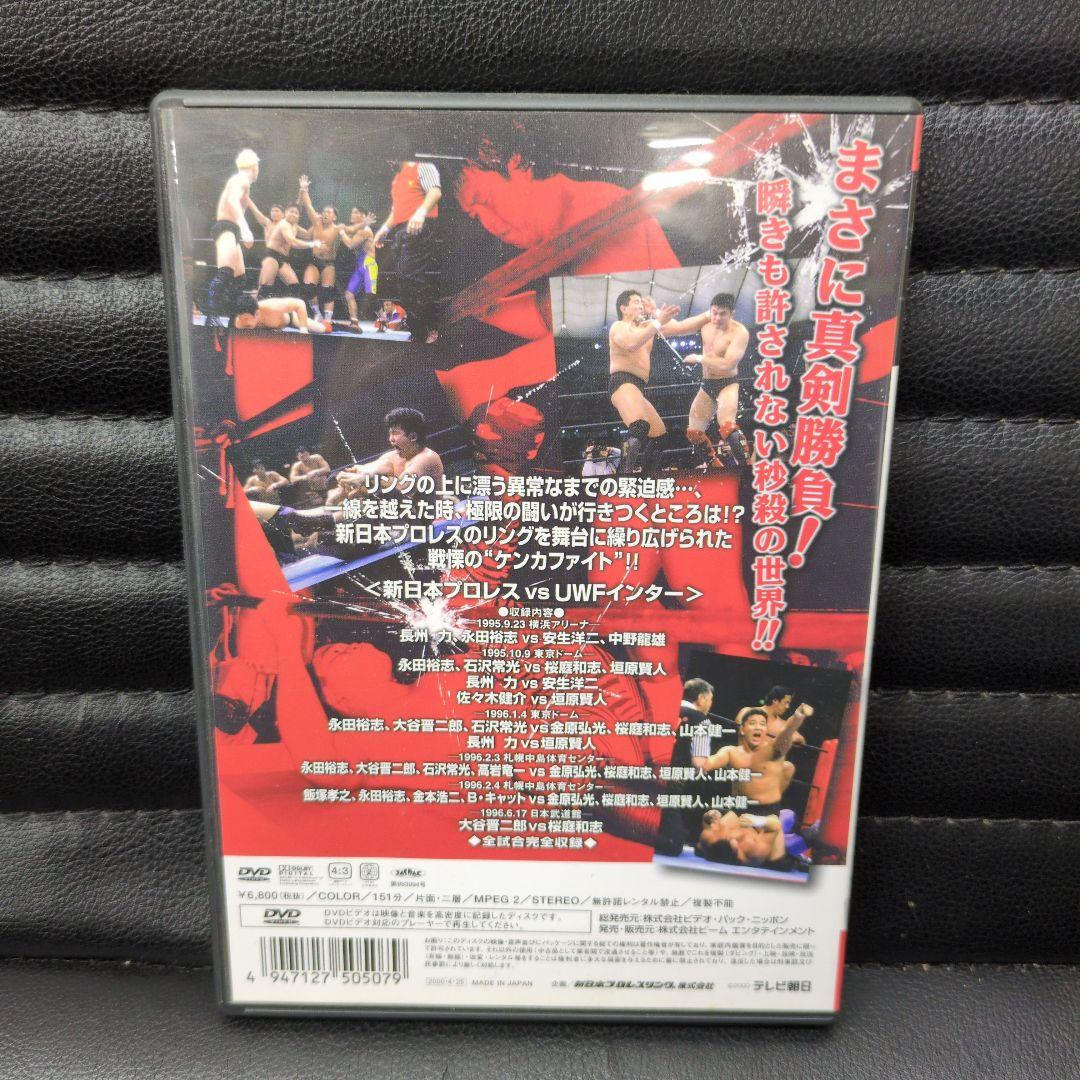 まさに真剣勝負!
瞬きも許されない秒殺の世界!!
リングの上に漂う異常なまでの緊迫感…、
一線を越えた時、極限の闘いが行きつくところは!?
新日本プロレスのリングを舞台に繰り広げられた
戦慄の“ケンカファイト”!!
<新日本プロレス vs UWFインター>
●収録内容●
1995.9.23 横浜アリーナ
長州 力、永田裕志 vs 安生洋二、中野龍雄
1995.10.9 東京ドーム
永田裕志、石沢常光 vs 桜庭和志、垣原賢人
長州 力 vs 安生洋二
佐々木健介 vs 垣原賢人
1996.1.4 東京ドーム
永田裕志、大谷晋二郎、石沢常光 vs 金原弘光、桜庭和志、山本健一
長州 力 vs 垣原賢人
1996.2.3 札幌中島体育センター
永田裕志、大谷晋二郎、石沢常光、高岩竜一 vs 金原弘光、桜庭和志、垣原賢人、山本健一
1996.2.4 札幌中島体育センター
飯塚孝之、永田裕志、金本浩二、B・キャット vs 金原弘光、桜庭和志、垣原賢人、山本健一
1996.6.17 日本武道館
大谷晋二郎 vs 桜庭和志
◆全試合完全収録◆
DVD VIDEO DOLBY DIGITAL 4:3
¥6,800(税抜)/COLOR/151分/片面・二層/MPEG 2/STEREO/無許諾レンタル禁止/複製不能
DVD VIDEO
DVDビデオは映像と音楽を高密度に記録したディスクです。
DVDビデオ対応のプレーヤーで再生してください。
総発売元:株式会社ビデオ・パック・ニッポン
発売・販売元:株式会社ビーム エンタテインメント
4 947127 505079
2000・4・25 MADE IN JAPAN
企画/新日本プロレスリング株式会社
©2000 テレビ朝日